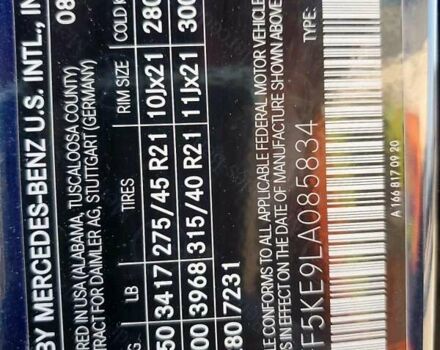 BY MERCEDES-BENZ U.S. INTL., IN
08
URED IN USA (ALABAMA, TUSCALOOSA COUNTY)
TRACT FOR DAIMLER AG, STUTTGART (GERMANY)
LB TIRES RIM SIZE COLD K
50 3417 275/45 R21 10Jx21 280
00 3968 315/40 R21 11Jx21 300
80 7231
LE CONFORMS TO ALL APPLICABLE FEDERAL MOTOR VEHICLE
S IN EFFECT ON THE DATE OF MANUFACTURE SHOWN ABOVE
F5KE9LA085834 TYPE:
A 166 817 09 20